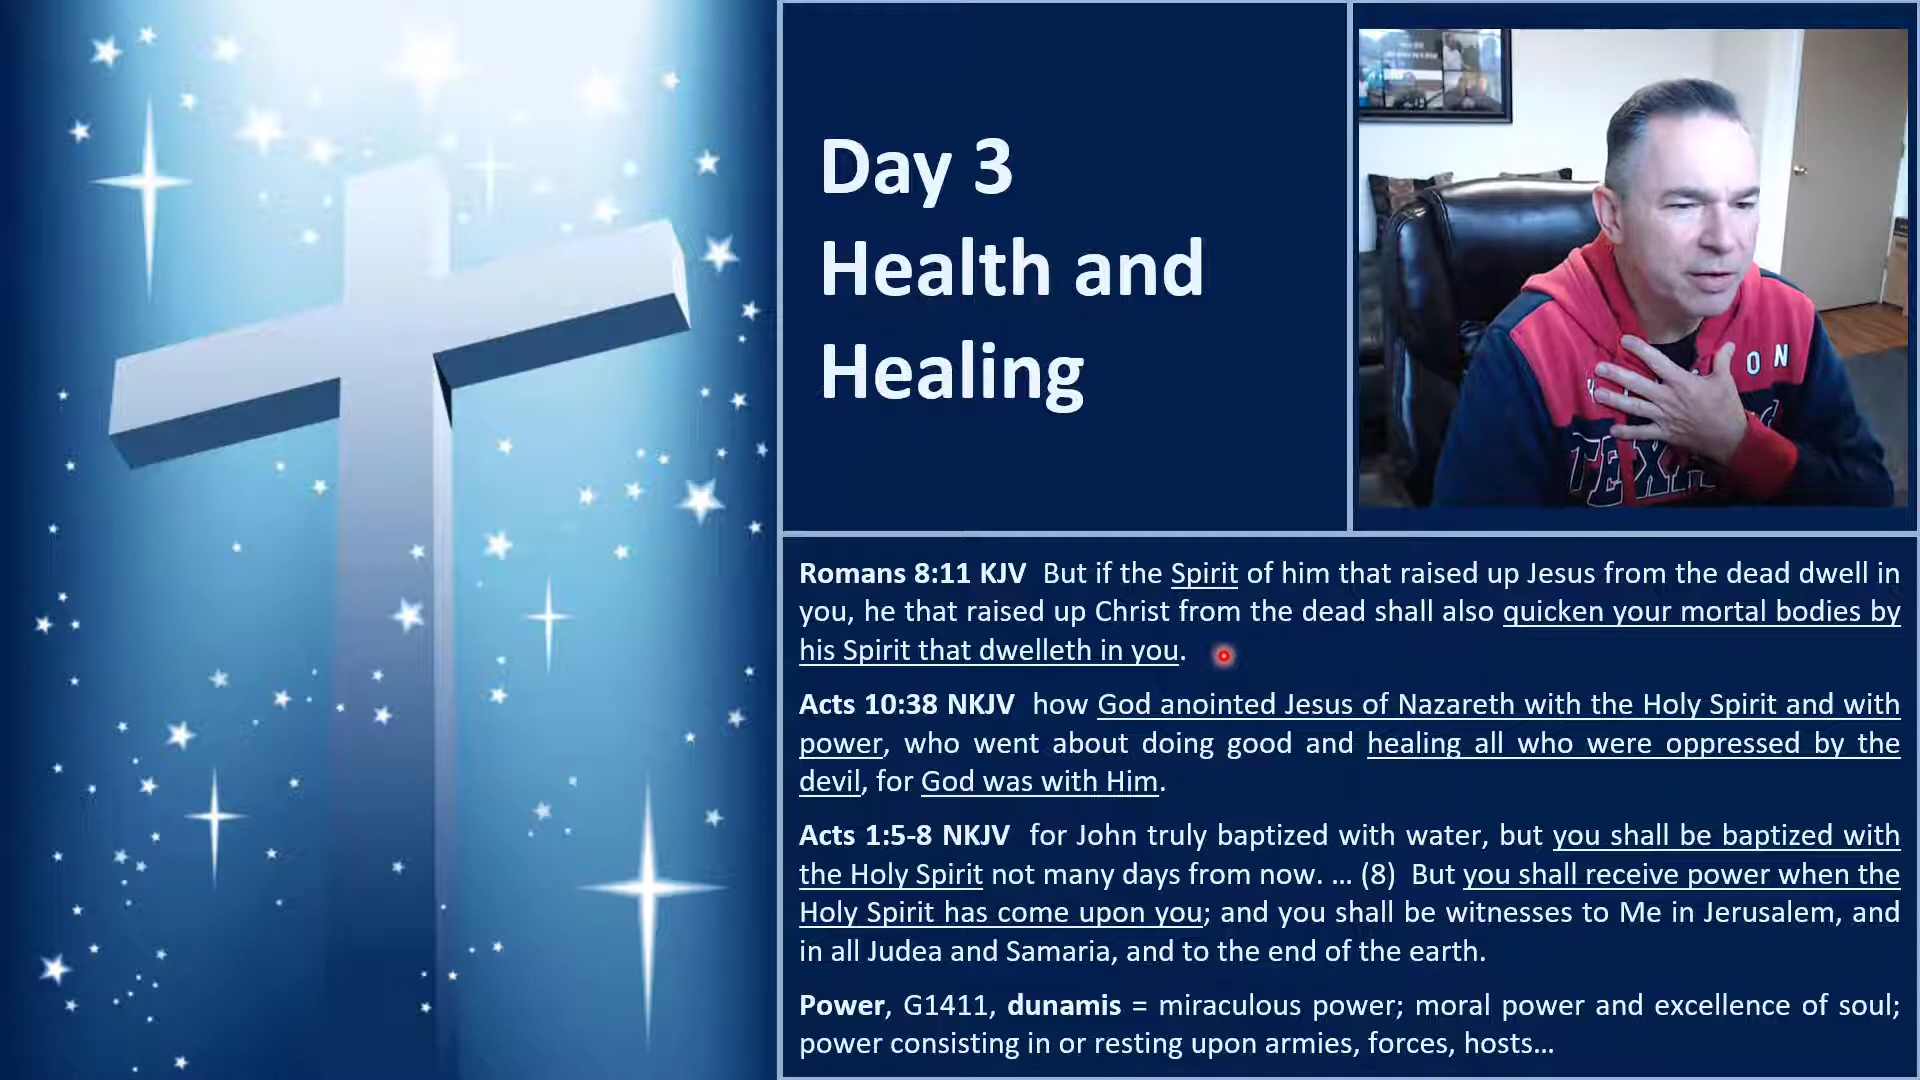 Day 3
Health and
Healing
O N
TEXA
Romans 8:11 KJV But if the Spirit of him that raised up Jesus from the dead dwell in
you, he that raised up Christ from the dead shall also quicken your mortal bodies by
his Spirit that dwelleth in you.
Acts 10:38 NKJV how God anointed Jesus of Nazareth with the Holy Spirit and with
power, who went about doing good and healing all who were oppressed by the
devil, for God was with Him.
Acts 1:5-8 NKJV for John truly baptized with water, but you shall be baptized with
the Holy Spirit not many days from now. ... (8) But you shall receive power when the
Holy Spirit has come upon you; and you shall be witnesses to Me in Jerusalem, and
in all Judea and Samaria, and to the end of the earth.
Power, G1411, dunamis = miraculous power; moral power and excellence of soul;
power consisting in or resting upon armies, forces, hosts...